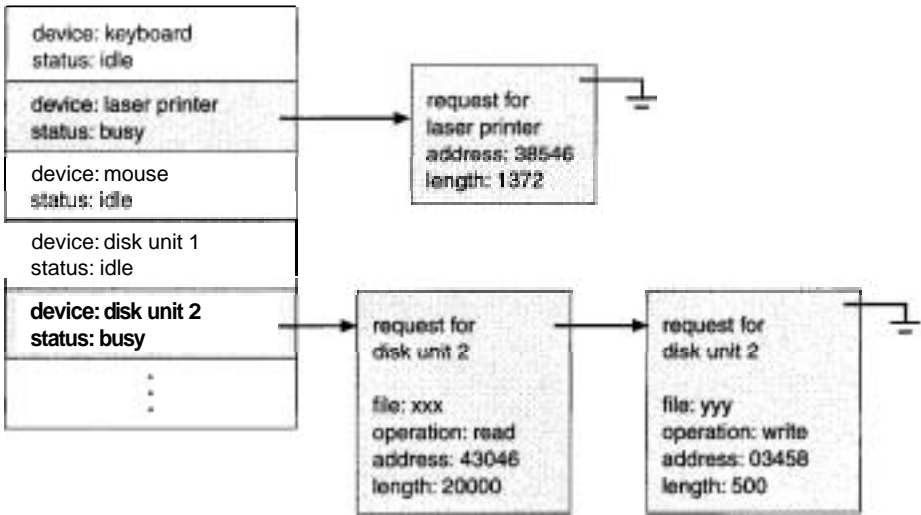 device: keyboard
status: idle
device: laser printer
status: busy
device: mouse
status: idle
device: disk unit 1
status: idle
device: disk unit 2
status: busy
request for
laser printer
address: 38546
length: 1372
request for
disk unit 2
file: xxx
operation: read
address: 43046
length: 20000
request for
disk unit 2
file: yyy
operation: write
address: 03458
length: 500